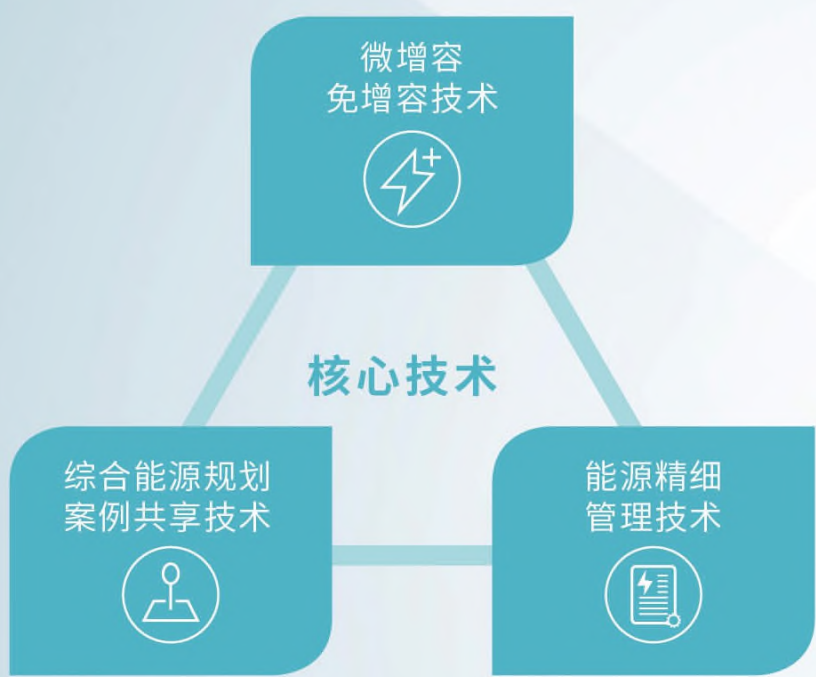 微增容
免增容技术
核心技术
综合能源规划
案例共享技术
能源精细
管理技术